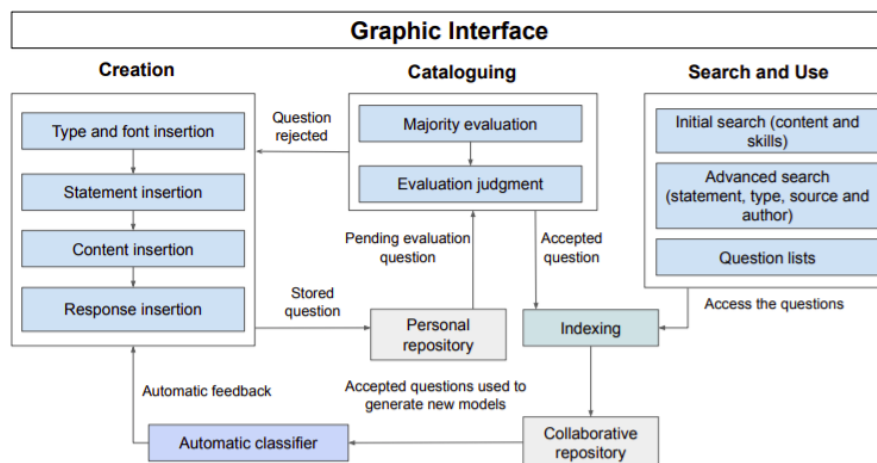 Graphic Interface
Creation
Cataloguing
Search and Use
Type and font insertion
Statement insertion
Content insertion
Response insertion
Question
rejected
Majority evaluation
Evaluation judgment
Initial search (content and
skills)
Advanced search
(statement, type, source and
author)
Question lists
Pending evaluation
question
Accepted
question
Stored
question
Access the questions
Personal
repository
Indexing
Automatic feedback
Accepted questions used to
generate new models
Automatic classifier
Collaborative
repository